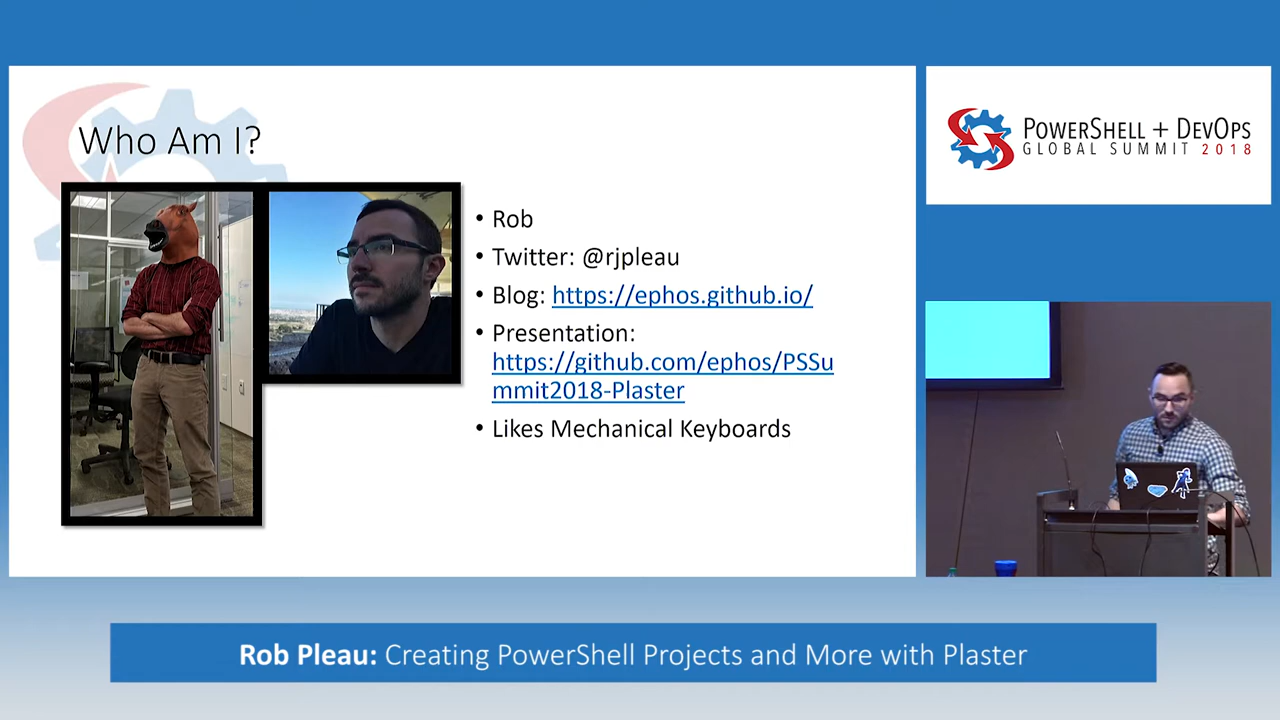 Who Am I?
• Rob
• Twitter: @rjpleau
• Blog: https://ephos.github.io/
• Presentation:
https://github.com/ephos/PSSu
mmit2018-Plaster
• Likes Mechanical Keyboards
POWERSHELL + DEVOPS
GLOBAL SUMMIT 2018
Rob Pleau: Creating PowerShell Projects and More with Plaster